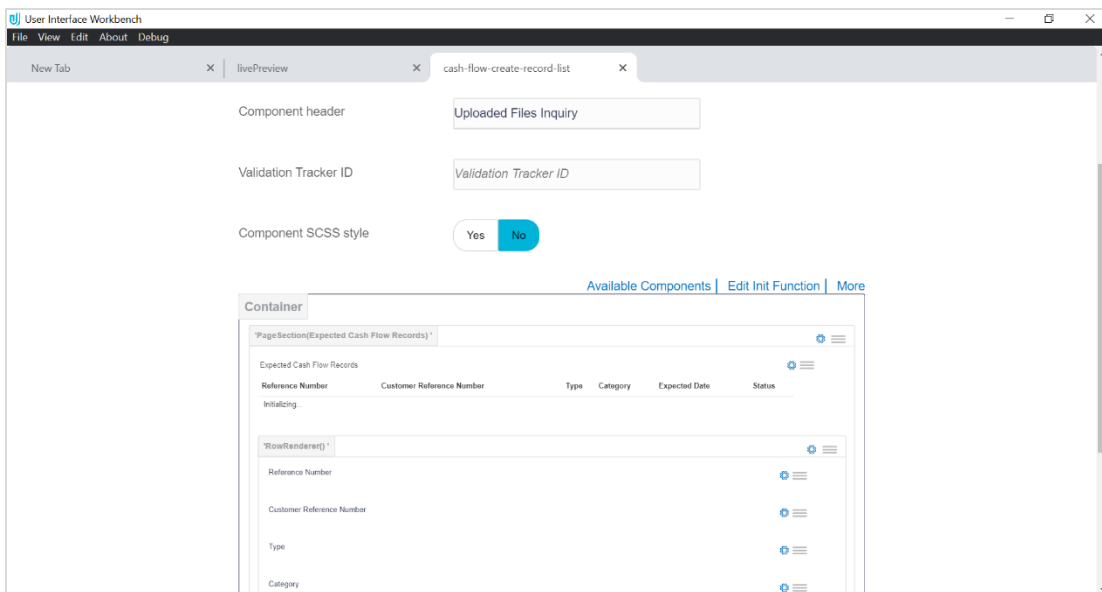 User Interface Workbench
File View Edit About Debug
New Tab livePreview cash-flow-create-record-list
Component header Uploaded Files Inquiry
Validation Tracker ID Validation Tracker ID
Component SCSS style Yes No
Available Components | Edit Init Function | More
Container
'PageSection(Expected Cash Flow Records) '
Expected Cash Flow Records
Reference Number Customer Reference Number Type Category Expected Date Status
Initializing...
'RowRenderer() '
Reference Number
Customer Reference Number
Type
Category